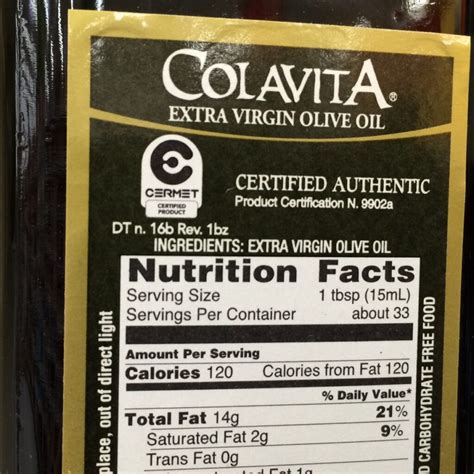 COLAVITA®
EXTRA VIRGIN OLIVE OIL
CERMET
CERTIFIED
PRODUCT
CERTIFIED AUTHENTIC
Product Certification N. 9902a
DT n. 16b Rev. 1bz
INGREDIENTS: EXTRA VIRGIN OLIVE OIL
Nutrition Facts
Serving Size 1 tbsp (15mL)
Servings Per Container about 33
Amount Per Serving
Calories 120 Calories from Fat 120
% Daily Value*
Total Fat 14g 21%
Saturated Fat 2g 9%
Trans Fat 0g
Fat 1g
place, out of direct light
CARBOHYDRATE FREE FOOD